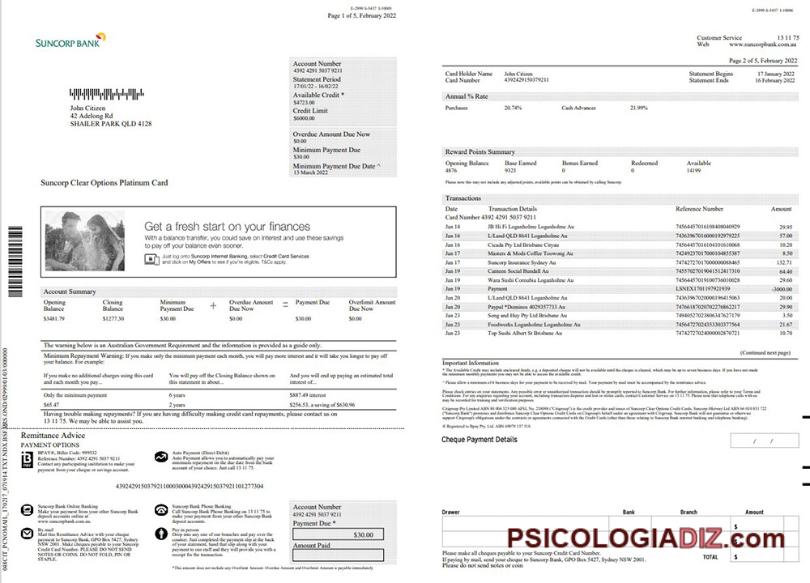 E-2999 S-5437 I-10005
Page 1 of 5, February 2022
SUNCORP BANK
John Citizen
42 Adelong Rd
SHAILER PARK QLD 4128
Account Number
4392 4291 5037 9211
Statement Period
17/01/22 - 16/02/22
Available Credit *
$4723.00
Credit Limit
$6000.00
Overdue Amount Due Now
$0.00
Minimum Payment Due
$30.00
Minimum Payment Due Date ^
13 March 2022
Suncorp Clear Options Platinum Card
Get a fresh start on your finances
With a balance transfer, you could save on interest and use these savings
to pay off your balance even sooner.
Just log onto Suncorp Internet Banking, select Credit Card Services
and click on My Offers to see if you're eligible. T&Cs apply.
Account Summary
Opening Balance Closing Balance Minimum Payment Due + Overdue Amount Due Now = Payment Due Overlimit Amount Due Now
$3481.79 $1277.30 $30.00 $0.00 $30.00 $0.00
The warning below is an Australian Government Requirement and the information is provided as a guide only.
Minimum Repayment Warning: If you make only the minimum payment each month, you will pay more interest and it will take you longer to pay off
your balance. For example:
If you make no additional charges using this card and each month you pay... You will pay off the Closing Balance shown on this statement in about... And you will end up paying an estimated total interest of...
Only the minimum payment 6 years $887.49 interest
$65.47 2 years $256.53, a saving of $630.96
Having trouble making repayments? If you are having difficulty making credit card repayments, please contact us on
13 11 75. We may be able to assist you.
Remittance Advice
PAYMENT OPTIONS
BPAY®, Biller Code: 999532
Registration Number:
Contact any participating institution to make your
payment from your cheque or savings account.
Auto Payment (Direct Debit)
Auto Payment allows you to automatically pay your
minimum repayment on the due date from the bank
account of your choice. Just call 13 11 75.
Suncorp Bank Online Banking
Make your payment from your other Suncorp Bank
deposit accounts online at
www.suncorpbank.com.au.
Suncorp Bank Phone Banking
Call Suncorp Bank Phone Banking on 13 11 75 to
make your payment from your other Suncorp Bank
deposit accounts.
By mail
Mail this Remittance Advice with your cheque
payment to Suncorp Bank, GPO Box 5427, Sydney
NSW 2001. Make cheques payable to your Suncorp
Credit Card Number. PLEASE DO NOT SEND
NOTES OR COINS. DO NOT FOLD, PIN OR
STAPLE.
Pay in person
Drop into any one of our branches and pay over the
counter. Just completed the payment slip at the back
of your statement, hand that slip along with your
payment to our staff and they will provide you with a
receipt for the transaction.
Account Number
4392 4291 5037 9211
Payment Due *
$30.00
Amount Paid
*This amount does not include any Overlimit Amount. Overdue Amount and Overlimit Amount is payable immediately
E-2999 S-5437 I-10006
Customer Service 13 11 75
Web www.suncorpbank.com.au
Page 2 of 5, February 2022
Card Holder Name John Citizen Statement Begins 17 January 2022
Card Number 4392429150379211 Statement Ends 16 February 2022
Annual % Rate
Purchases 20.74% Cash Advances 21.99%
Reward Points Summary
Opening Balance Base Earned Bonus Earned Redeemed Available
4876 9323 0 0 14199
Please note this may not include any adjusted points, available points can be obtained by calling Suncorp.
Transactions
Date Transaction Details Reference Number Amount
Card Number 4392 4291 5037 9211
Jun 14 JB Hi-Fi Loganholme Loganholme Au 29.95
Jun 16 L/Land QLD 8641 Loganholme Au 57.00
Jun 16 Cicada Pty Ltd Brisbane Cityau 10.20
Jun 17 Masters & Moda Coffee Toowong Au 8.50
Jun 17 Suncorp Insurance Sydney Au 132.71
Jun 19 Canteen Social Bundall Au 64.40
Jun 19 Wara Sushi Cornubia Loganholme Au 29.60
Jun 19 Payment LSNEX1701197921939 -3000.00
Jun 20 L/Land QLD 8641 Loganholme Au 20.00
Jun 20 Paypal *Dominos 4029357733 Au 29.90
Jun 23 Song and Huy Pty Ltd Brisbane Au 3.50
Jun 23 Foodworks Loganholme Loganholme Au 21.67
Jun 23 Top Sushi Albert St Brisbane Au 10.70
(Continued next page)
Important Information
Cheque Payment Details
/ /
Drawer Bank Branch Amount
$
$
TOTAL $
Please make all cheques payable to your Suncorp Credit Card Number.
If paying by mail, send your cheque to Suncorp Bank, GPO Box 5427, Sydney NSW 2001.
Please do not send notes or coin
PSICOLOGIADIZ.com